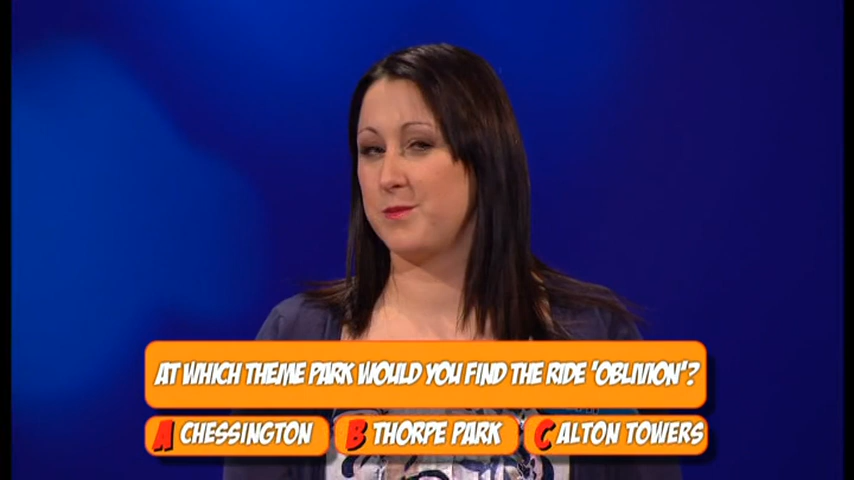 AT WHICH THEME PARK WOULD YOU FIND THE RIDE 'OBLIVION'?
A CHESSINGTON
B THORPE PARK
C ALTON TOWERS